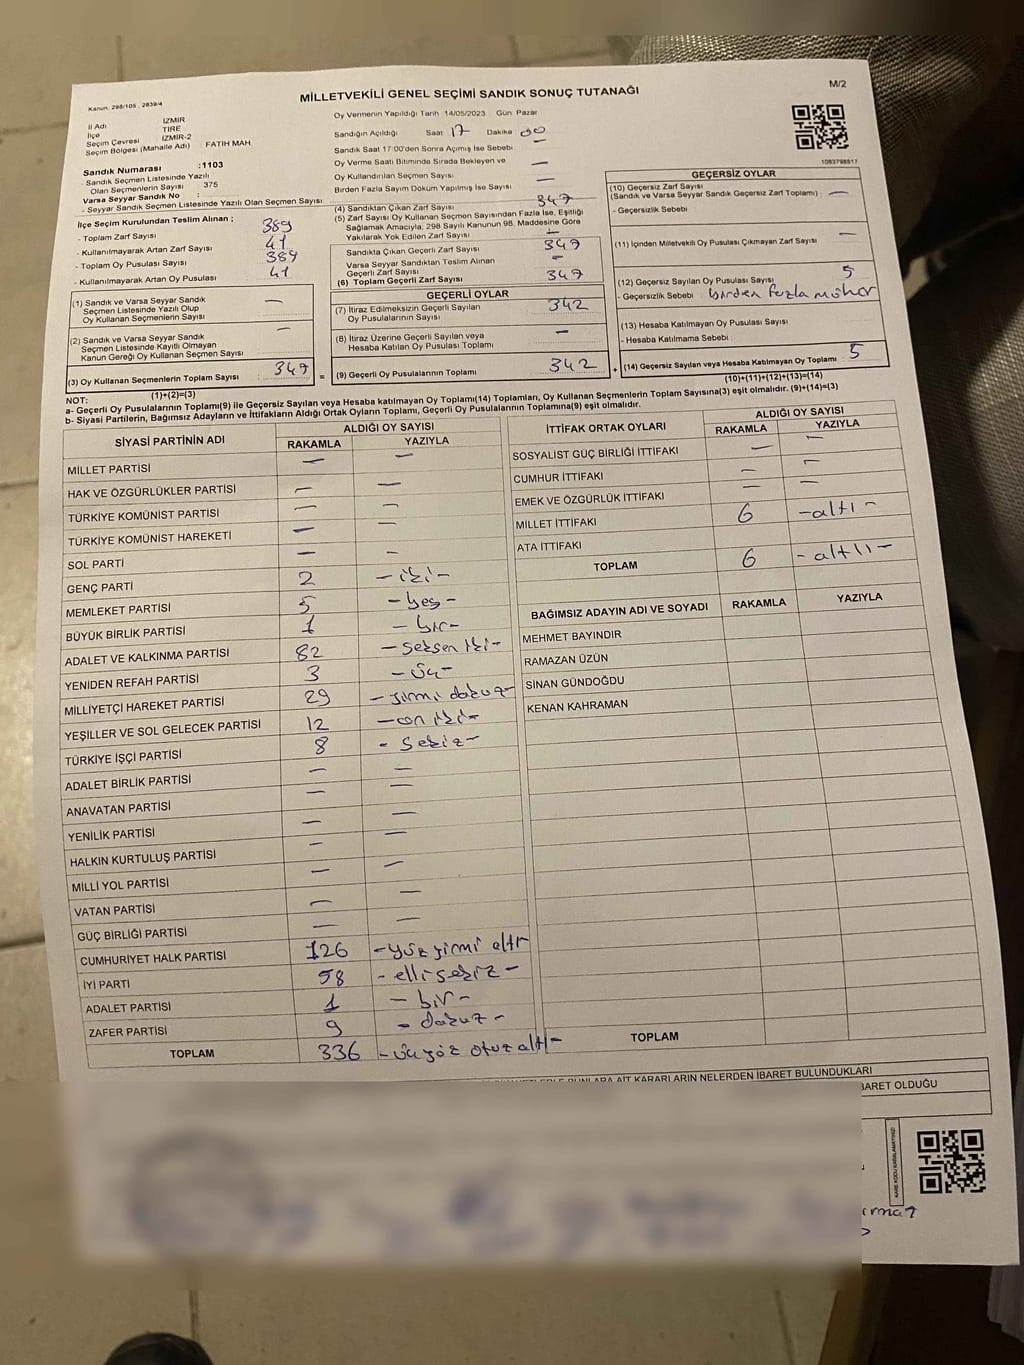 MİLLETVEKİLİ GENEL SEÇİMİ SANDIK SONUÇ TUTANAĞI
M/2
Kanun: 298/105 , 2839/4
İl Adı İZMİR
İlçe TİRE
Seçim Çevresi İZMİR-2
Seçim Bölgesi (Mahalle Adı) FATİH MAH.
Sandık Numarası :1103
- Sandık Seçmen Listesinde Yazılı
Olan Seçmenlerin Sayısı 375
Varsa Seyyar Sandık No :
- Seyyar Sandık Seçmen Listesinde Yazılı Olan Seçmen Sayısı:
İlçe Seçim Kurulundan Teslim Alınan ;
- Toplam Zarf Sayısı 389
- Kullanılmayarak Artan Zarf Sayısı 41
- Toplam Oy Pusulası Sayısı 389
- Kullanılmayarak Artan Oy Pusulası 41
(1) Sandık ve Varsa Seyyar Sandık
Seçmen Listesinde Yazılı Olup
Oy Kullanan Seçmenlerin Sayısı —
(2) Sandık ve Varsa Seyyar Sandık
Seçmen Listesinde Kayıtlı Olmayan
Kanun Gereği Oy Kullanan Seçmen Sayısı —
(3) Oy Kullanan Seçmenlerin Toplam Sayısı 347 =
(1)+(2)=(3)
Oy Vermenin Yapıldığı Tarih 14/05/2023 Gün: Pazar
Sandığın Açıldığı Saat 17 Dakika 00
Sandık Saat 17:00'den Sonra Açımış İse Sebebi —
Oy Verme Saati Bitiminde Sırada Bekleyen ve
Oy Kullandırılan Seçmen Sayısı —
Birden Fazla Sayım Döküm Yapılmış İse Sayısı —
(4) Sandıktan Çıkan Zarf Sayısı 347
(5) Zarf Sayısı Oy Kullanan Seçmen Sayısından Fazla İse, Eşitliği
Sağlamak Amacıyla, 298 Sayılı Kanunun 98. Maddesine Göre
Yakılarak Yok Edilen Zarf Sayısı —
Sandıkta Çıkan Geçerli Zarf Sayısı 347
Varsa Seyyar Sandıktan Teslim Alınan
Geçerli Zarf Sayısı —
(6) Toplam Geçerli Zarf Sayısı 347
GEÇERLİ OYLAR
(7) İtiraz Edilmeksizin Geçerli Sayılan
Oy Pusulalarının Sayısı 342
(8) İtiraz Üzerine Geçerli Sayılan veya
Hesaba Katılan Oy Pusulası Toplamı —
(9) Geçerli Oy Pusulalarının Toplamı 342 +
1083798817
GEÇERSİZ OYLAR
(10) Geçersiz Zarf Sayısı
(Sandık ve Varsa Seyyar Sandık Geçersiz Zarf Toplamı) —
- Geçersizlik Sebebi
(11) İçinden Milletvekili Oy Pusulası Çıkmayan Zarf Sayısı —
(12) Geçersiz Sayılan Oy Pusulası Sayısı 5
- Geçersizlik Sebebi birden fazla mühür
(13) Hesaba Katılmayan Oy Pusulası Sayısı
- Hesaba Katılmama Sebebi
(14) Geçersiz Sayılan veya Hesaba Katılmayan Oy Toplamı 5
(10)+(11)+(12)+(13)=(14)
NOT:
a- Geçerli Oy Pusulalarının Toplamı(9) ile Geçersiz Sayılan veya Hesaba katılmayan Oy Toplamı(14) Toplamları, Oy Kullanan Seçmenlerin Toplam Sayısına(3) eşit olmalıdır. (9)+(14)=(3)
b- Siyasi Partilerin, Bağımsız Adayların ve İttifakların Aldığı Ortak Oyların Toplamı, Geçerli Oy Pusulalarının Toplamına(9) eşit olmalıdır.
SİYASİ PARTİNİN ADI ALDIĞI OY SAYISI
RAKAMLA YAZIYLA
MİLLET PARTİSİ — —
HAK VE ÖZGÜRLÜKLER PARTİSİ — —
TÜRKİYE KOMÜNİST PARTİSİ — —
TÜRKİYE KOMÜNİST HAREKETİ — —
SOL PARTİ — —
GENÇ PARTİ 2 -iki-
MEMLEKET PARTİSİ 5 -beş-
BÜYÜK BİRLİK PARTİSİ 1 -bir-
ADALET VE KALKINMA PARTİSİ 82 -seksen iki-
YENİDEN REFAH PARTİSİ 3 -üç-
MİLLİYETÇİ HAREKET PARTİSİ 29 -yirmi dokuz-
YEŞİLLER VE SOL GELECEK PARTİSİ 12 -on iki-
TÜRKİYE İŞÇİ PARTİSİ 8 -sekiz-
ADALET BİRLİK PARTİSİ — —
ANAVATAN PARTİSİ — —
YENİLİK PARTİSİ — —
HALKIN KURTULUŞ PARTİSİ — —
MİLLİ YOL PARTİSİ — —
VATAN PARTİSİ — —
GÜÇ BİRLİĞİ PARTİSİ — —
CUMHURİYET HALK PARTİSİ 126 -yüz yirmi altı
İYİ PARTİ 58 -elli sekiz-
ADALET PARTİSİ 1 -bir-
ZAFER PARTİSİ 9 -dokuz-
TOPLAM 336 -üçyüz otuz altı-
İTTİFAK ORTAK OYLARI ALDIĞI OY SAYISI
RAKAMLA YAZIYLA
SOSYALİST GÜÇ BİRLİĞİ İTTİFAKI — —
CUMHUR İTTİFAKI — —
EMEK VE ÖZGÜRLÜK İTTİFAKI — —
MİLLET İTTİFAKI 6 -altı-
ATA İTTİFAKI
TOPLAM 6 -altı-
BAĞIMSIZ ADAYIN ADI VE SOYADI RAKAMLA YAZIYLA
MEHMET BAYINDIR
RAMAZAN ÜZÜN
SİNAN GÜNDOĞDU
KENAN KAHRAMAN
TOPLAM
BUNLARA AİT KARARLARIN NELERDEN İBARET BULUNDUKLARI
İBARET OLDUĞU